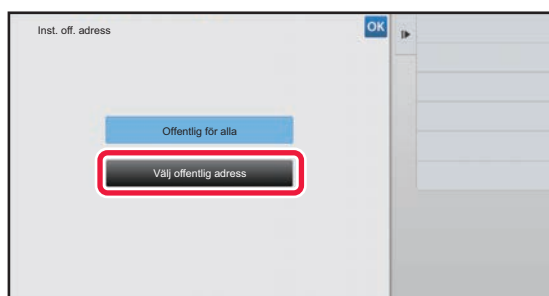 Inst. off. adress
OK
Offentlig för alla
Välj offentlig adress